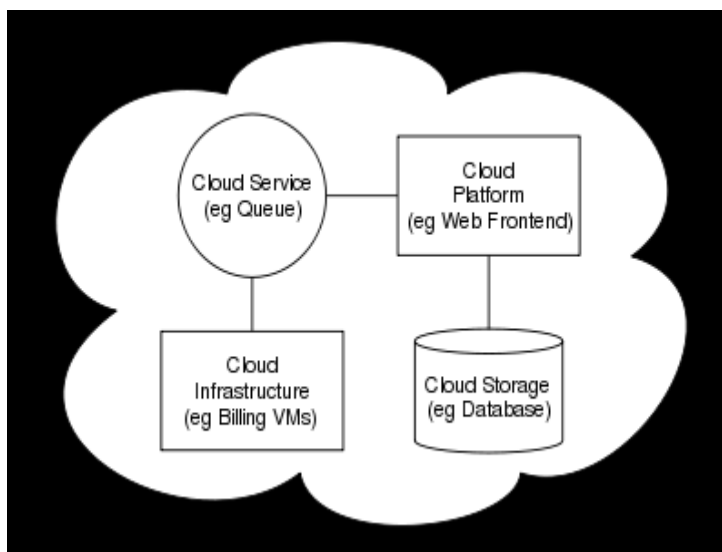 Cloud Service
(eg Queue)
Cloud
Platform
(eg Web Frontend)
Cloud
Infrastructure
(eg Billing VMs)
Cloud Storage
(eg Database)